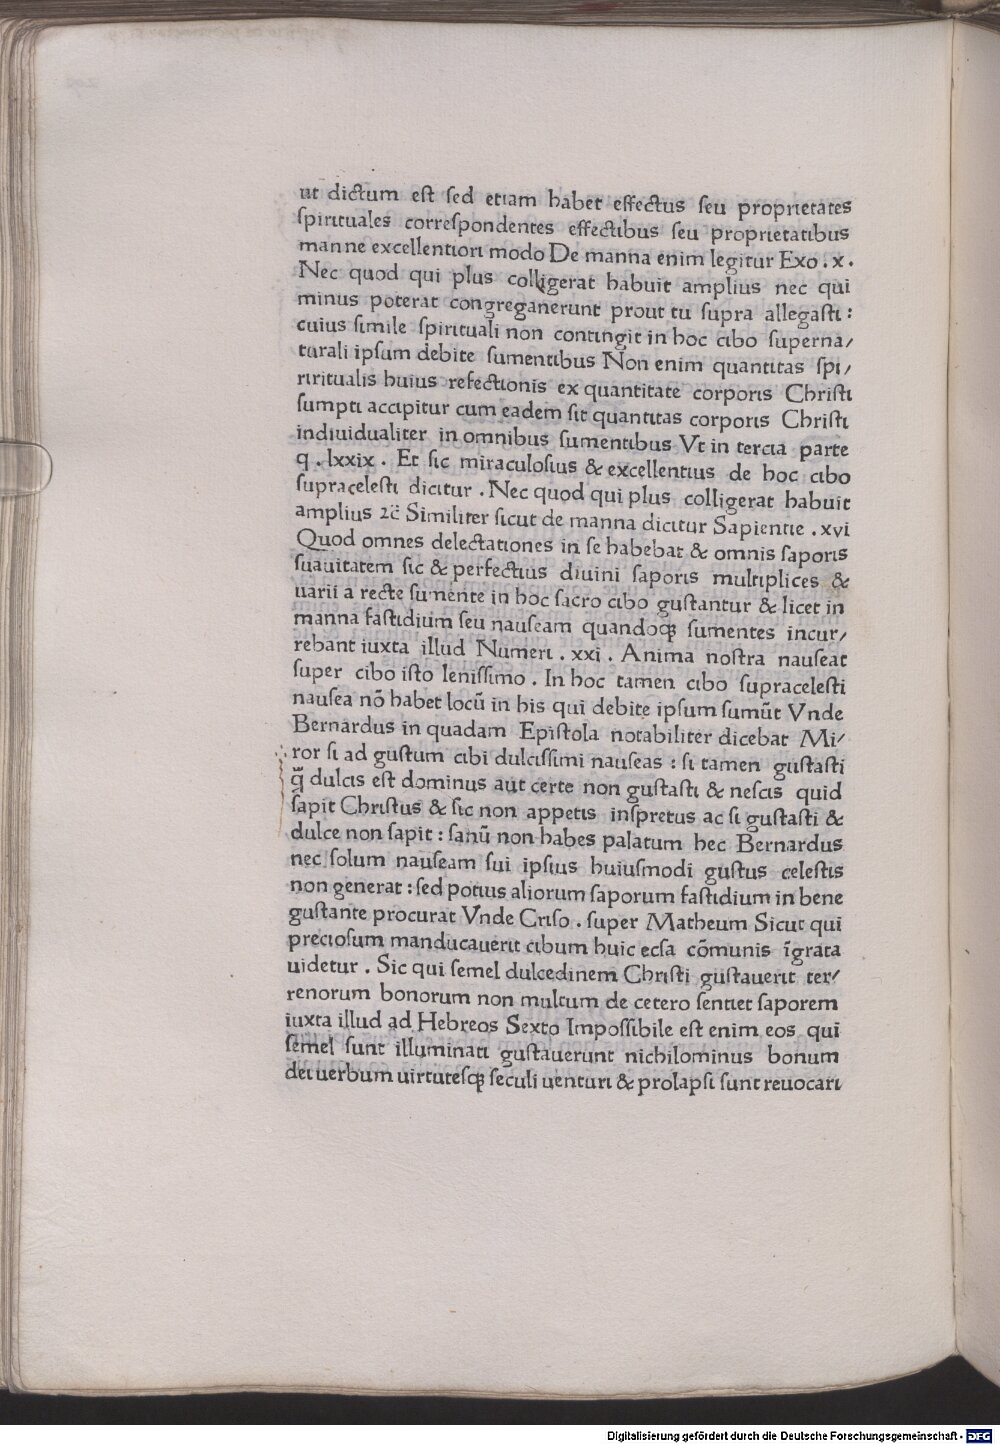 ut dictum est sed etiam habet effectus seu proprietates
spirituales correspondentes effectibus seu proprietatibus
manne excellentiori modo De manna enim legitur Exo . x .
Nec quod qui plus colligerat habuit amplius nec qui
minus poterat congreganerunt prout tu supra allegasti :
cuius simile spirituali non contingit in hoc cibo superna/
turali ipsum debite sumentibus Non enim quantitas spi/
riritualis huius refectionis ex quantitate corporis Christi
sumpti accipitur cum eadem sit quantitas corporis Christi
indiuidualiter in omnibus sumentibus Vt in tercia parte
q . lxxix . Et sic miraculosius & excellentius de hoc cibo
supracelesti dicitur . Nec quod qui plus colligerat habuit
amplius ⁊c̄ Similiter sicut de manna dicitur Sapientie . xvi
Quod omnes delectationes in se habebat & omnis saporis
suauitatem sic & perfectius diuini saporis multiplices &
uarii a recte sumente in hoc sacro cibo gustantur & licet in
manna fastidium seu nauseam quandoqꝫ sumentes incur/
rebant iuxta illud Numeri . xxi . Anima nostra nauseat
super cibo isto lenissimo . In hoc tamen cibo supracelesti
nausea nō habet locū in his qui debite ipsum sumūt Vnde
Bernardus in quadam Epistola notabiliter dicebat Mi/
ror si ad gustum cibi dulcissimi nauseas : si tamen gustasti
q̄ dulcis est dominus aut certe non gustasti & nescis quid
sapit Christus & sic non appetis inspretus ac si gustasti &
dulce non sapit : sanū non habes palatum hec Bernardus
nec solum nauseam sui ipsius huiusmodi gustus celestis
non generat : sed potius aliorum saporum fastidium in bene
gustante procurat Vnde Criso . super Matheum Sicut qui
preciosum manducauerit cibum huic ecsa cōmunis īgrata
uidetur . Sic qui semel dulcedinem Christi gustauerit ter/
renorum bonorum non multum de cetero sentiet saporem
iuxta illud ad Hebreos Sexto Impossibile est enim eos qui
semel sunt illuminati gustauerunt nichilominus bonum
dei uerbum uirtutesqꝫ seculi uenturi & prolapsi sunt reuocari
Digitalisierung gefördert durch die Deutsche Forschungsgemeinschaft - DFG